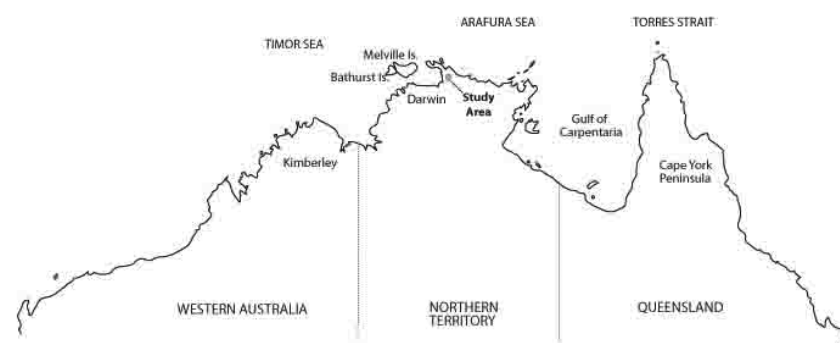 ARAFURA SEA
TORRES STRAIT
TIMOR SEA
Melville Is.
Bathurst Is.
Darwin
Study
Area
Gulf of
Carpentaria
Kimberley
Cape York
Peninsula
WESTERN AUSTRALIA
NORTHERN
TERRITORY
QUEENSLAND